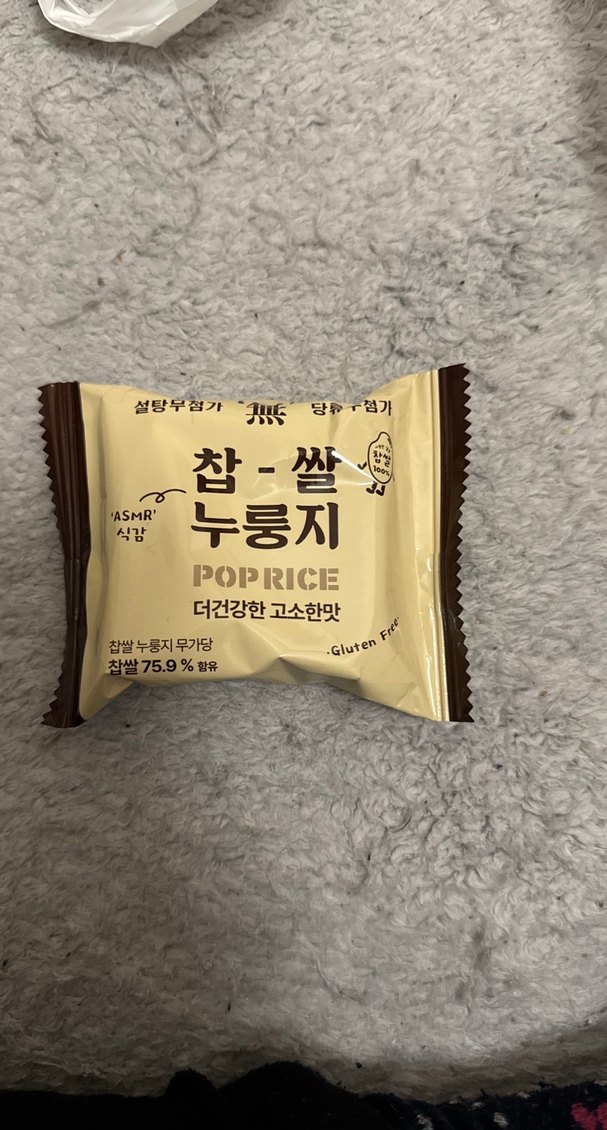 설탕무첨가 無 당류무첨가
찹-쌀
누룽지
찹쌀
100%
'ASMR'
식감
POP RICE
더건강한 고소한맛
·Gluten Free·
찹쌀 누룽지 무가당
찹쌀 75.9 % 함유